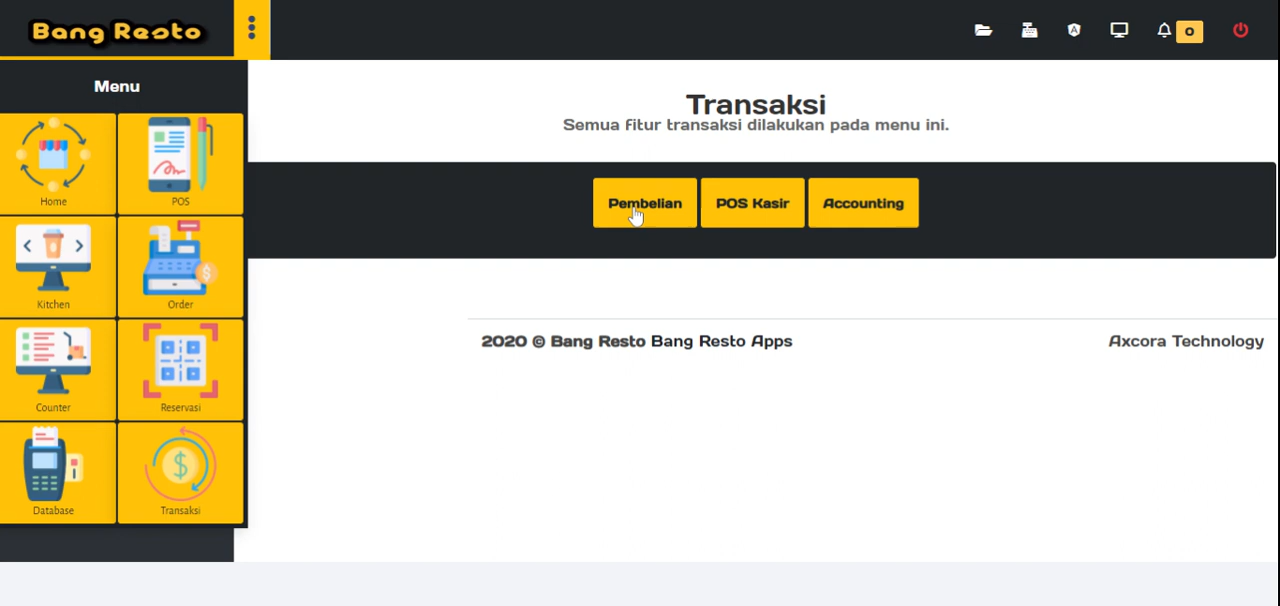 Bang Resto
0
Menu
Home
POS
Kitchen
Order
Counter
Reservasi
Database
Transaksi
Transaksi
Semua fitur transaksi dilakukan pada menu ini.
Pembelian
POS Kasir
Accounting
2020 © Bang Resto Bang Resto Apps
Axcora Technology